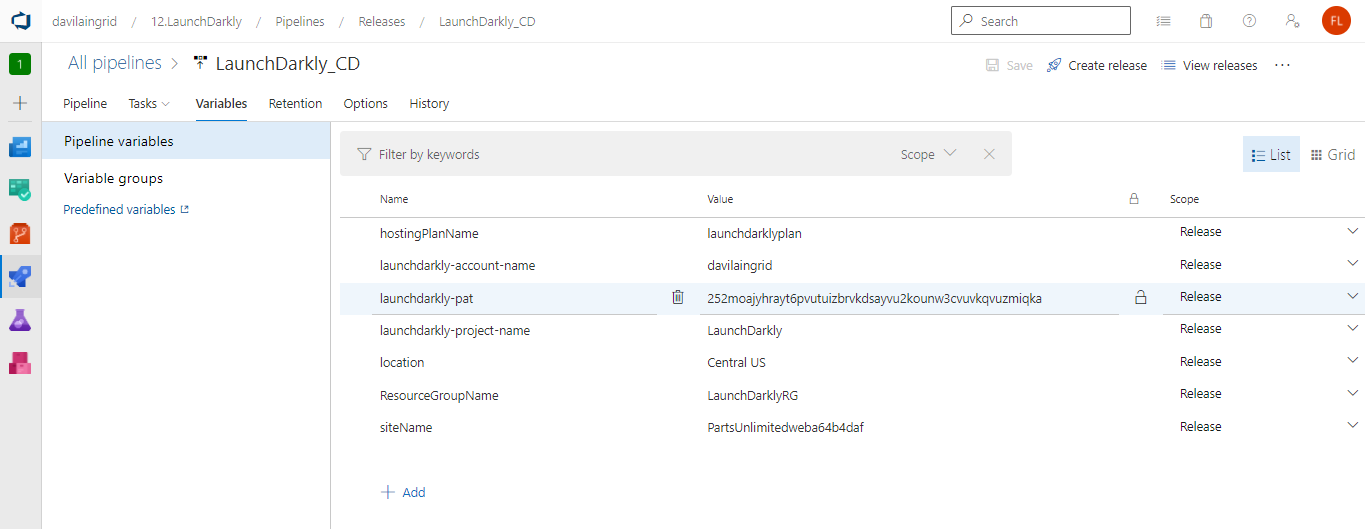 davilaingrid / 12.LaunchDarkly / Pipelines / Releases / LaunchDarkly_CD
Search
FL
1
All pipelines > LaunchDarkly_CD
Save Create release View releases ...
Pipeline Tasks Variables Retention Options History
Pipeline variables
Variable groups
Predefined variables
Filter by keywords Scope
List Grid
Name Value Scope
hostingPlanName launchdarklyplan Release
launchdarkly-account-name davilaingrid Release
launchdarkly-pat 252moajyhrayt6pvutuizbrvkdsayvu2kounw3cvuvkqvuzmiqka Release
launchdarkly-project-name LaunchDarkly Release
location Central US Release
ResourceGroupName LaunchDarklyRG Release
siteName PartsUnlimitedweba64b4daf Release
Add